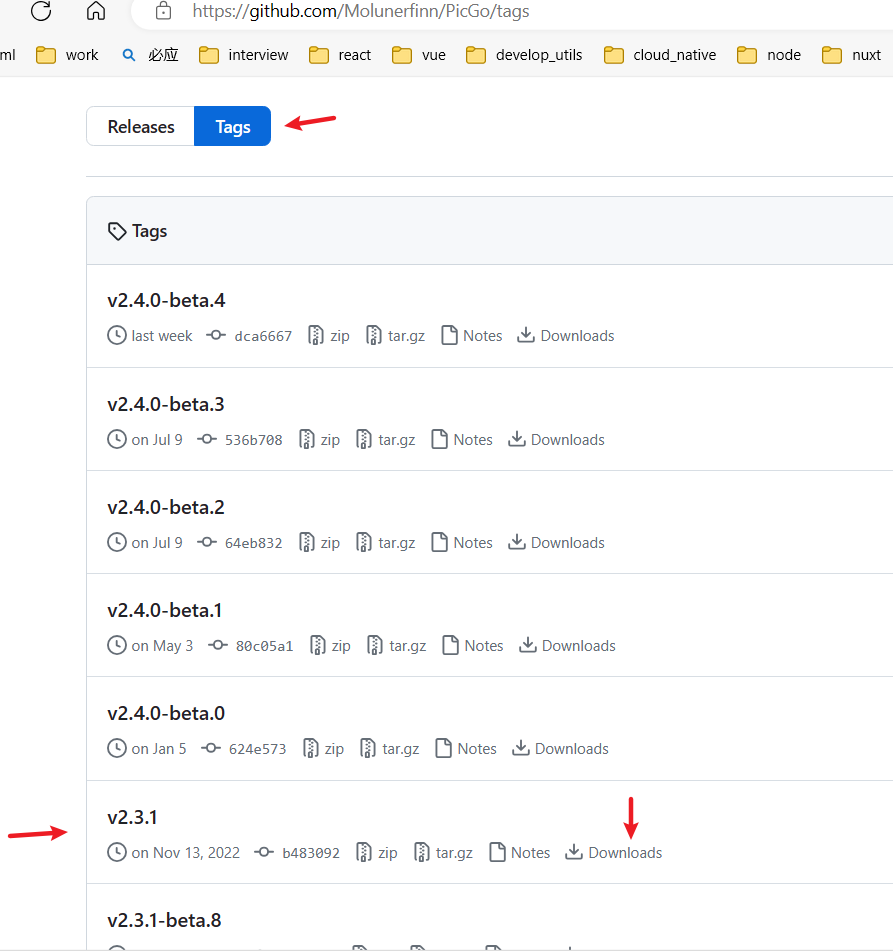 https://github.com/Molunerfinn/PicGo/tags
ml work 必应 interview react vue develop_utils cloud_native node nuxt
Releases Tags
Tags
v2.4.0-beta.4
last week dca6667 zip tar.gz Notes Downloads
v2.4.0-beta.3
on Jul 9 536b708 zip tar.gz Notes Downloads
v2.4.0-beta.2
on Jul 9 64eb832 zip tar.gz Notes Downloads
v2.4.0-beta.1
on May 3 80c05a1 zip tar.gz Notes Downloads
v2.4.0-beta.0
on Jan 5 624e573 zip tar.gz Notes Downloads
v2.3.1
on Nov 13, 2022 b483092 zip tar.gz Notes Downloads
v2.3.1-beta.8